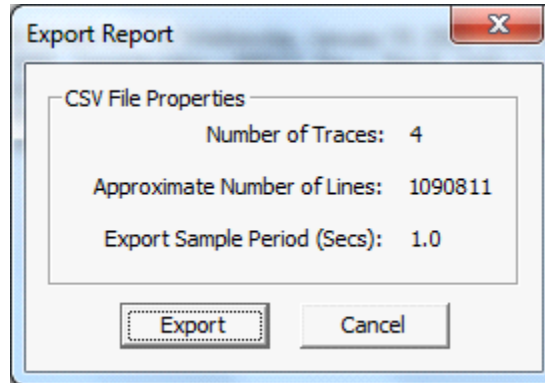 Export Report
CSV File Properties
Number of Traces: 4
Approximate Number of Lines: 1090811
Export Sample Period (Secs): 1.0
Export
Cancel